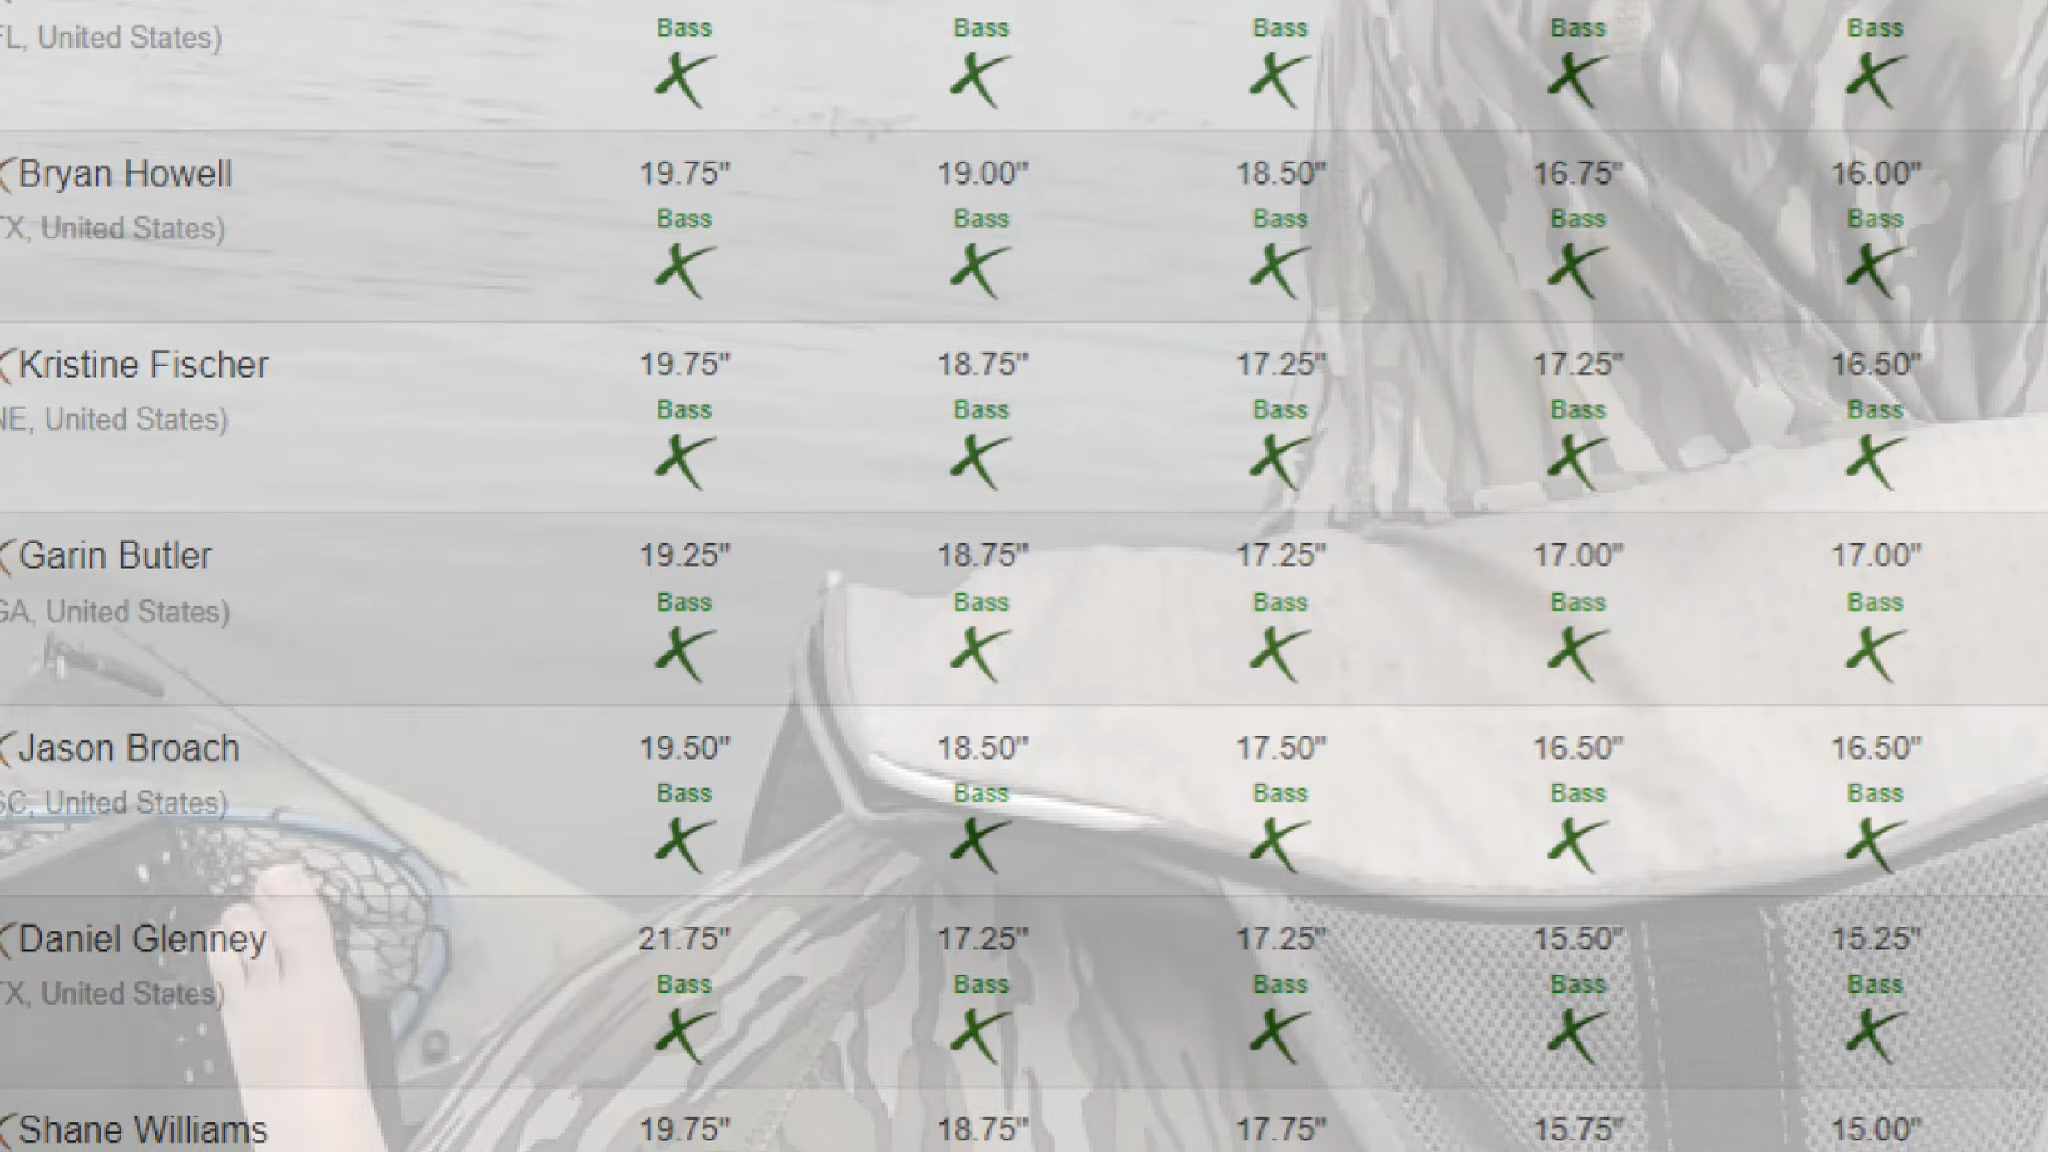 FL, United States) Bass Bass Bass Bass Bass
Bryan Howell 19.75" 19.00" 18.50" 16.75" 16.00"
TX, United States) Bass Bass Bass Bass Bass
Kristine Fischer 19.75" 18.75" 17.25" 17.25" 16.50"
NE, United States) Bass Bass Bass Bass Bass
Garin Butler 19.25" 18.75" 17.25" 17.00" 17.00"
GA, United States) Bass Bass Bass Bass Bass
Jason Broach 19.50" 18.50" 17.50" 16.50" 16.50"
SC, United States) Bass Bass Bass Bass Bass
Daniel Glenney 21.75" 17.25" 17.25" 15.50" 15.25"
TX, United States) Bass Bass Bass Bass Bass
Shane Williams 19.75" 18.75" 17.75" 15.75" 15.00"